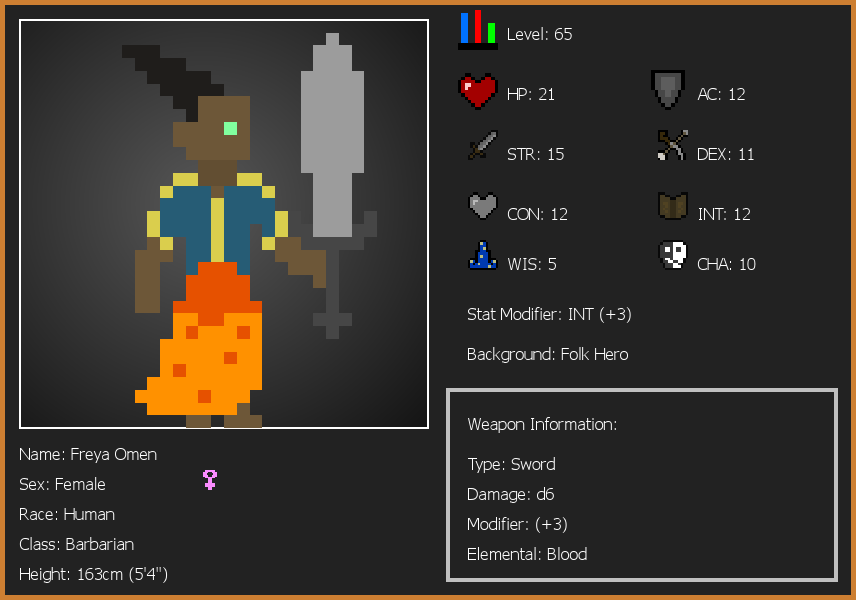 Level: 65
HP: 21
AC: 12
STR: 15
DEX: 11
CON: 12
INT: 12
WIS: 5
CHA: 10
Stat Modifier: INT (+3)
Background: Folk Hero
Weapon Information:
Type: Sword
Damage: d6
Modifier: (+3)
Elemental: Blood
Name: Freya Omen
Sex: Female
Race: Human
Class: Barbarian
Height: 163cm (5'4")